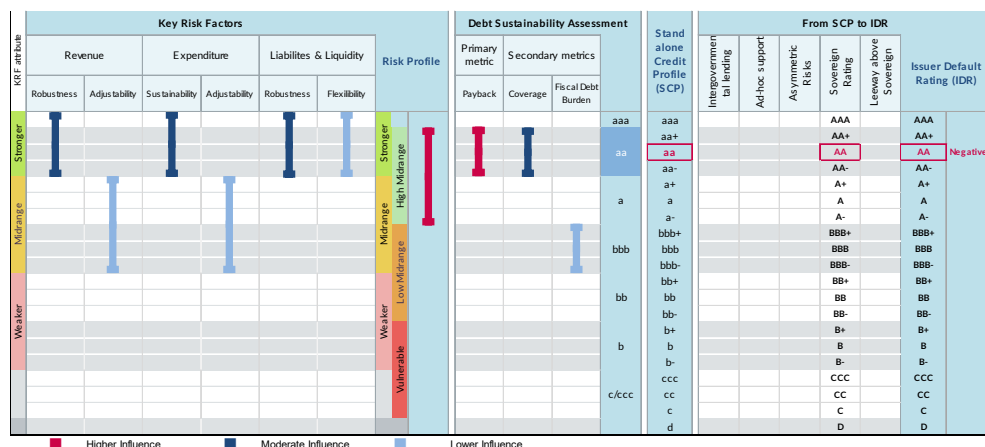 Key Risk Factors
Debt Sustainability Assessment
From SCP to IDR
KRF attribute
Revenue
Expenditure
Liabilites & Liquidity
Risk Profile
Primary metric
Secondary metrics
Stand alone Credit Profile (SCP)
Intergovernmen tal lending
Ad-hoc support
Asymmetric Risks
Sovereign Rating
Leeway above Sovereign
Issuer Default Rating (IDR)
Robustness
Adjustability
Sustainability
Adjustability
Robustness
Flexilibility
Payback
Coverage
Fiscal Debt Burden
Stronger
Midrange
Weaker
Stronger
Midrange
Weaker
High Midrange
Low Midrange
Vulnerable
aaa aaa AAA AAA
aa+ AA+ AA+
aa aa AA AA Negative
aa- AA- AA-
a+ A+ A+
a a A A
a- A- A-
bbb+ BBB+ BBB+
bbb bbb BBB BBB
bbb- BBB- BBB-
bb+ BB+ BB+
bb bb BB BB
bb- BB- BB-
b+ B+ B+
b b B B
b- B- B-
ccc CCC CCC
c/ccc cc CC CC
c C C
d D D
Higher Influence Moderate Influence Lower Influence